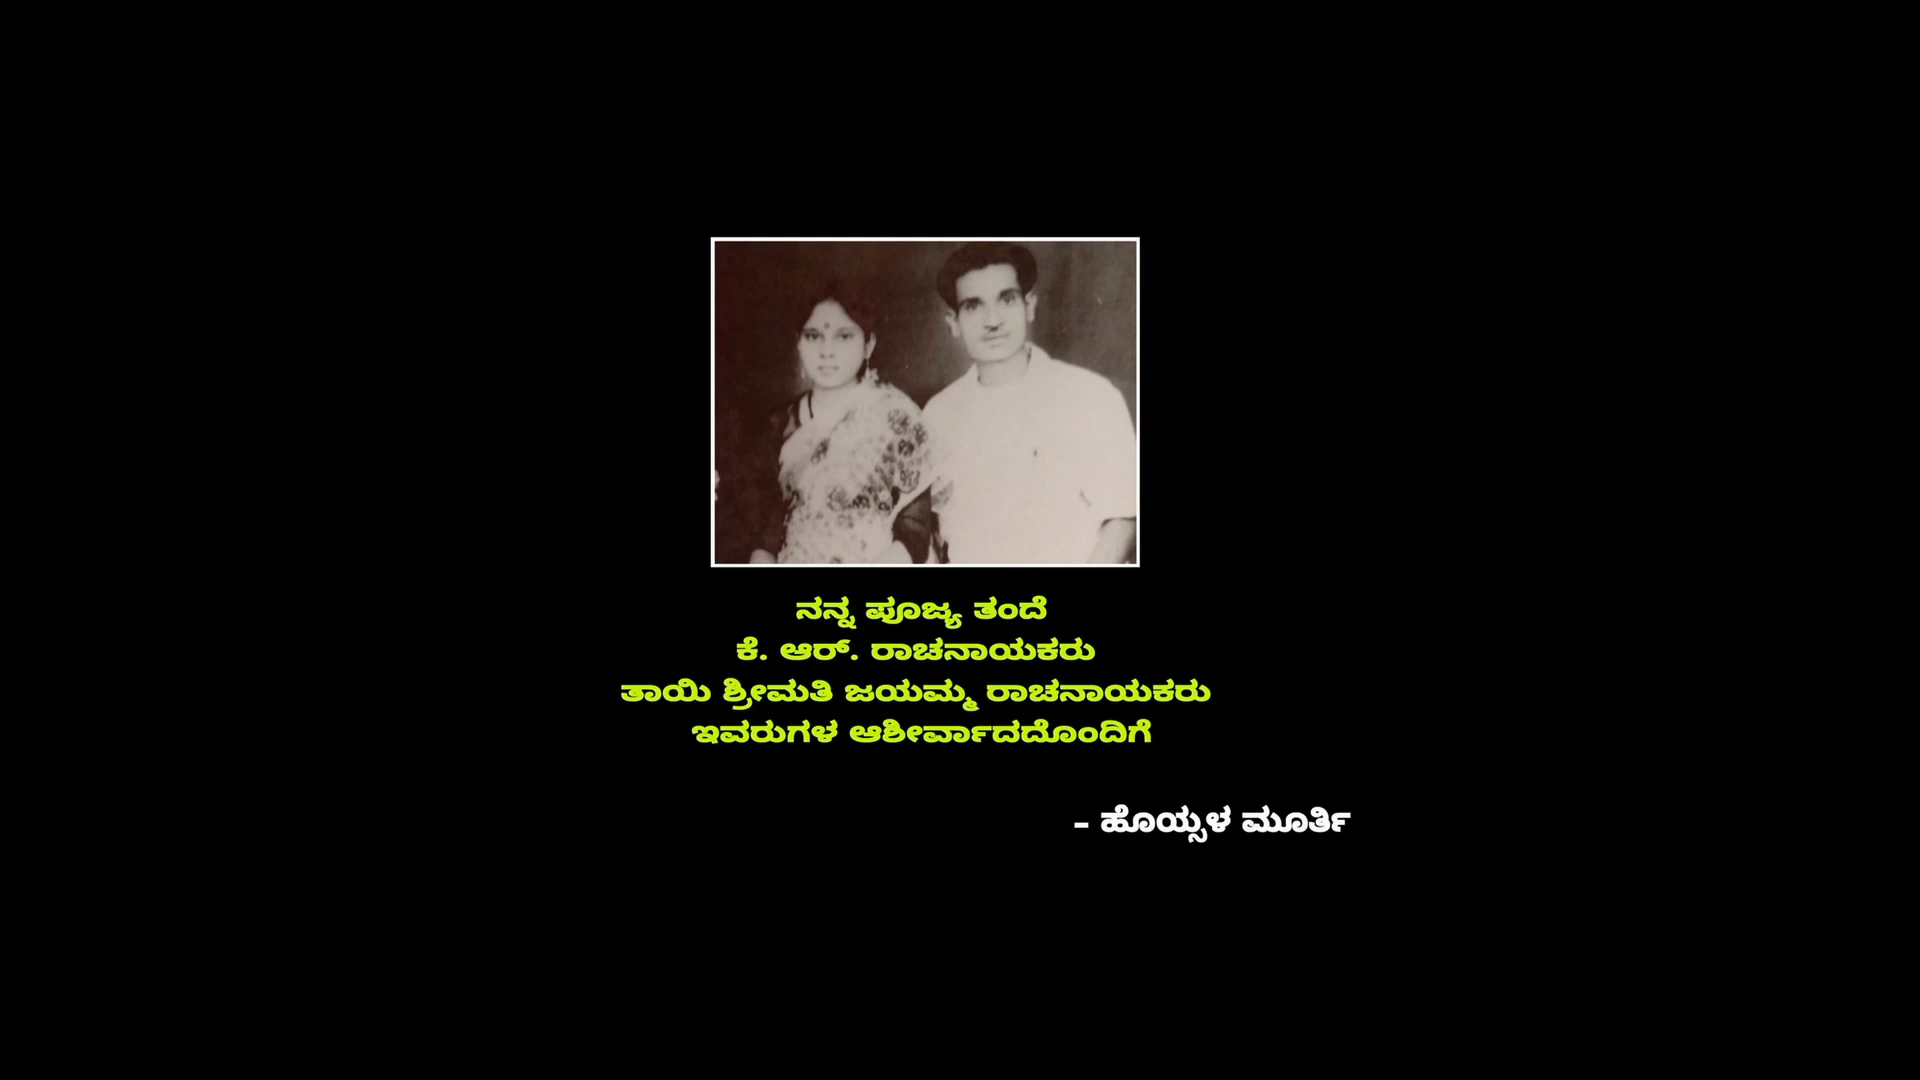 ನನ್ನ ಪೂಜ್ಯ ತಂದೆ
ಕೆ. ಆರ್. ರಾಚನಾಯಕರು
ತಾಯಿ ಶ್ರೀಮತಿ ಜಯಮ್ಮ ರಾಚನಾಯಕರು
ಇವರುಗಳ ಆಶೀರ್ವಾದದೊಂದಿಗೆ
- ಹೊಯ್ಸಳ ಮೂರ್ತಿ